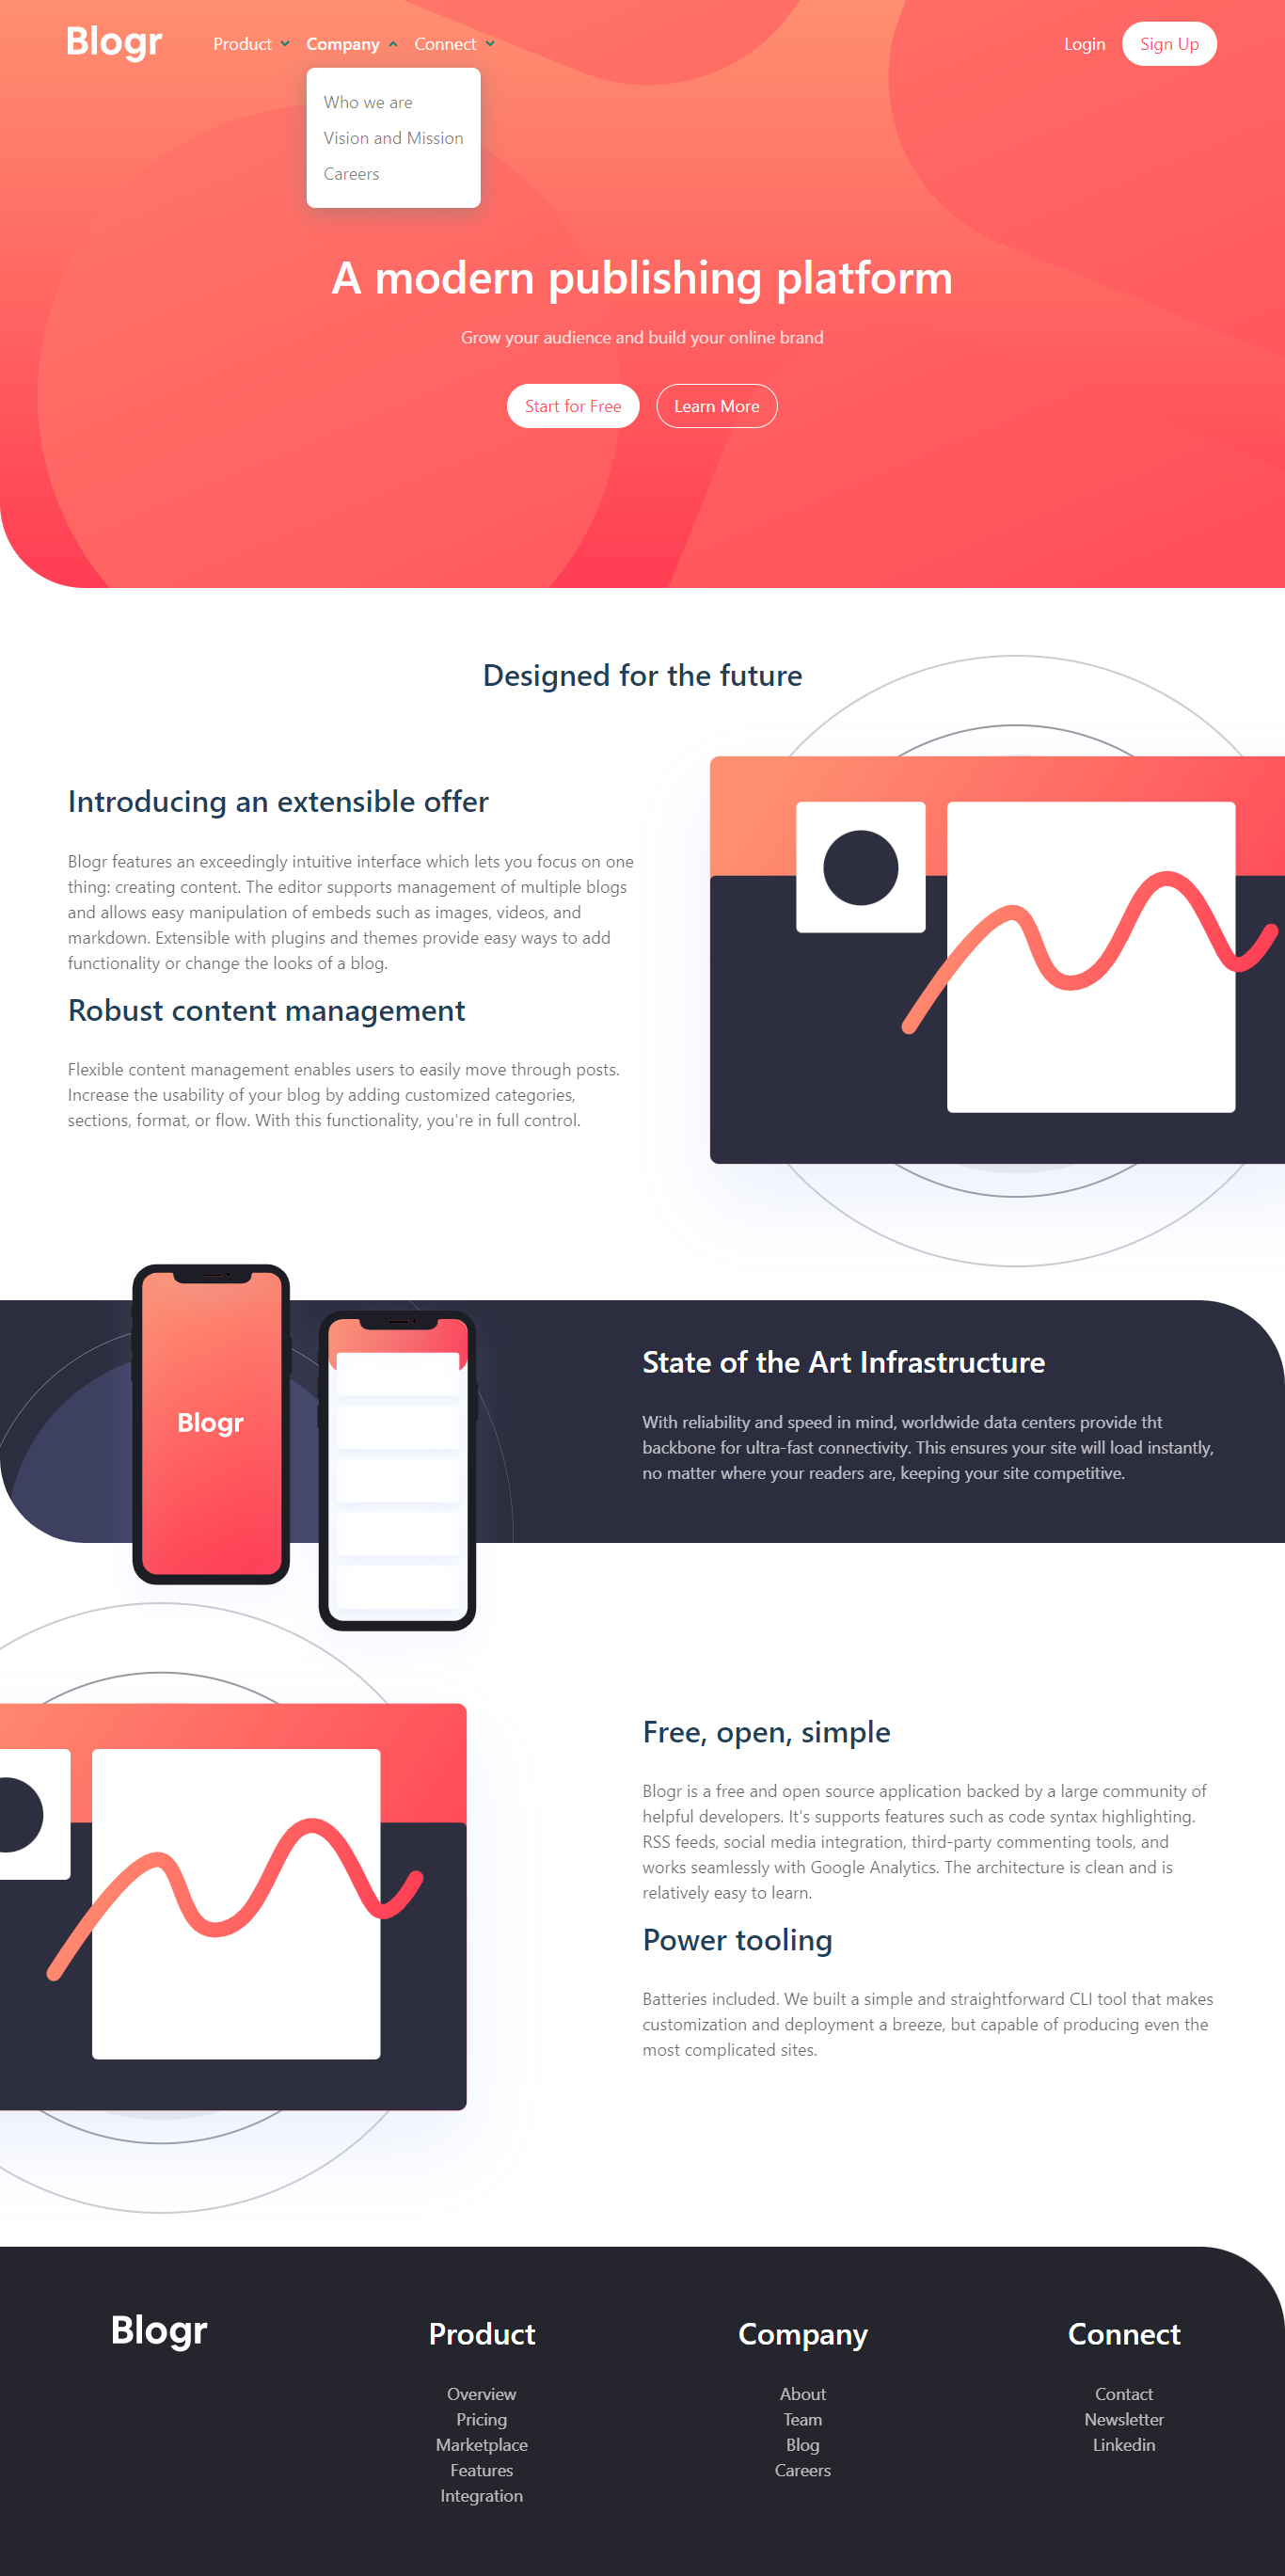 Blogr
Product
Company
Connect
Login
Sign Up
Who we are
Vision and Mission
Careers
A modern publishing platform
Grow your audience and build your online brand
Start for Free
Learn More
Designed for the future
Introducing an extensible offer
Blogr features an exceedingly intuitive interface which lets you focus on one
thing: creating content. The editor supports management of multiple blogs
and allows easy manipulation of embeds such as images, videos, and
markdown. Extensible with plugins and themes provide easy ways to add
functionality or change the looks of a blog.
Robust content management
Flexible content management enables users to easily move through posts.
Increase the usability of your blog by adding customized categories,
sections, format, or flow. With this functionality, you're in full control.
Blogr
State of the Art Infrastructure
With reliability and speed in mind, worldwide data centers provide tht
backbone for ultra-fast connectivity. This ensures your site will load instantly,
no matter where your readers are, keeping your site competitive.
Free, open, simple
Blogr is a free and open source application backed by a large community of
helpful developers. It's supports features such as code syntax highlighting.
RSS feeds, social media integration, third-party commenting tools, and
works seamlessly with Google Analytics. The architecture is clean and is
relatively easy to learn.
Power tooling
Batteries included. We built a simple and straightforward CLI tool that makes
customization and deployment a breeze, but capable of producing even the
most complicated sites.
Blogr
Product
Overview
Pricing
Marketplace
Features
Integration
Company
About
Team
Blog
Careers
Connect
Contact
Newsletter
Linkedin